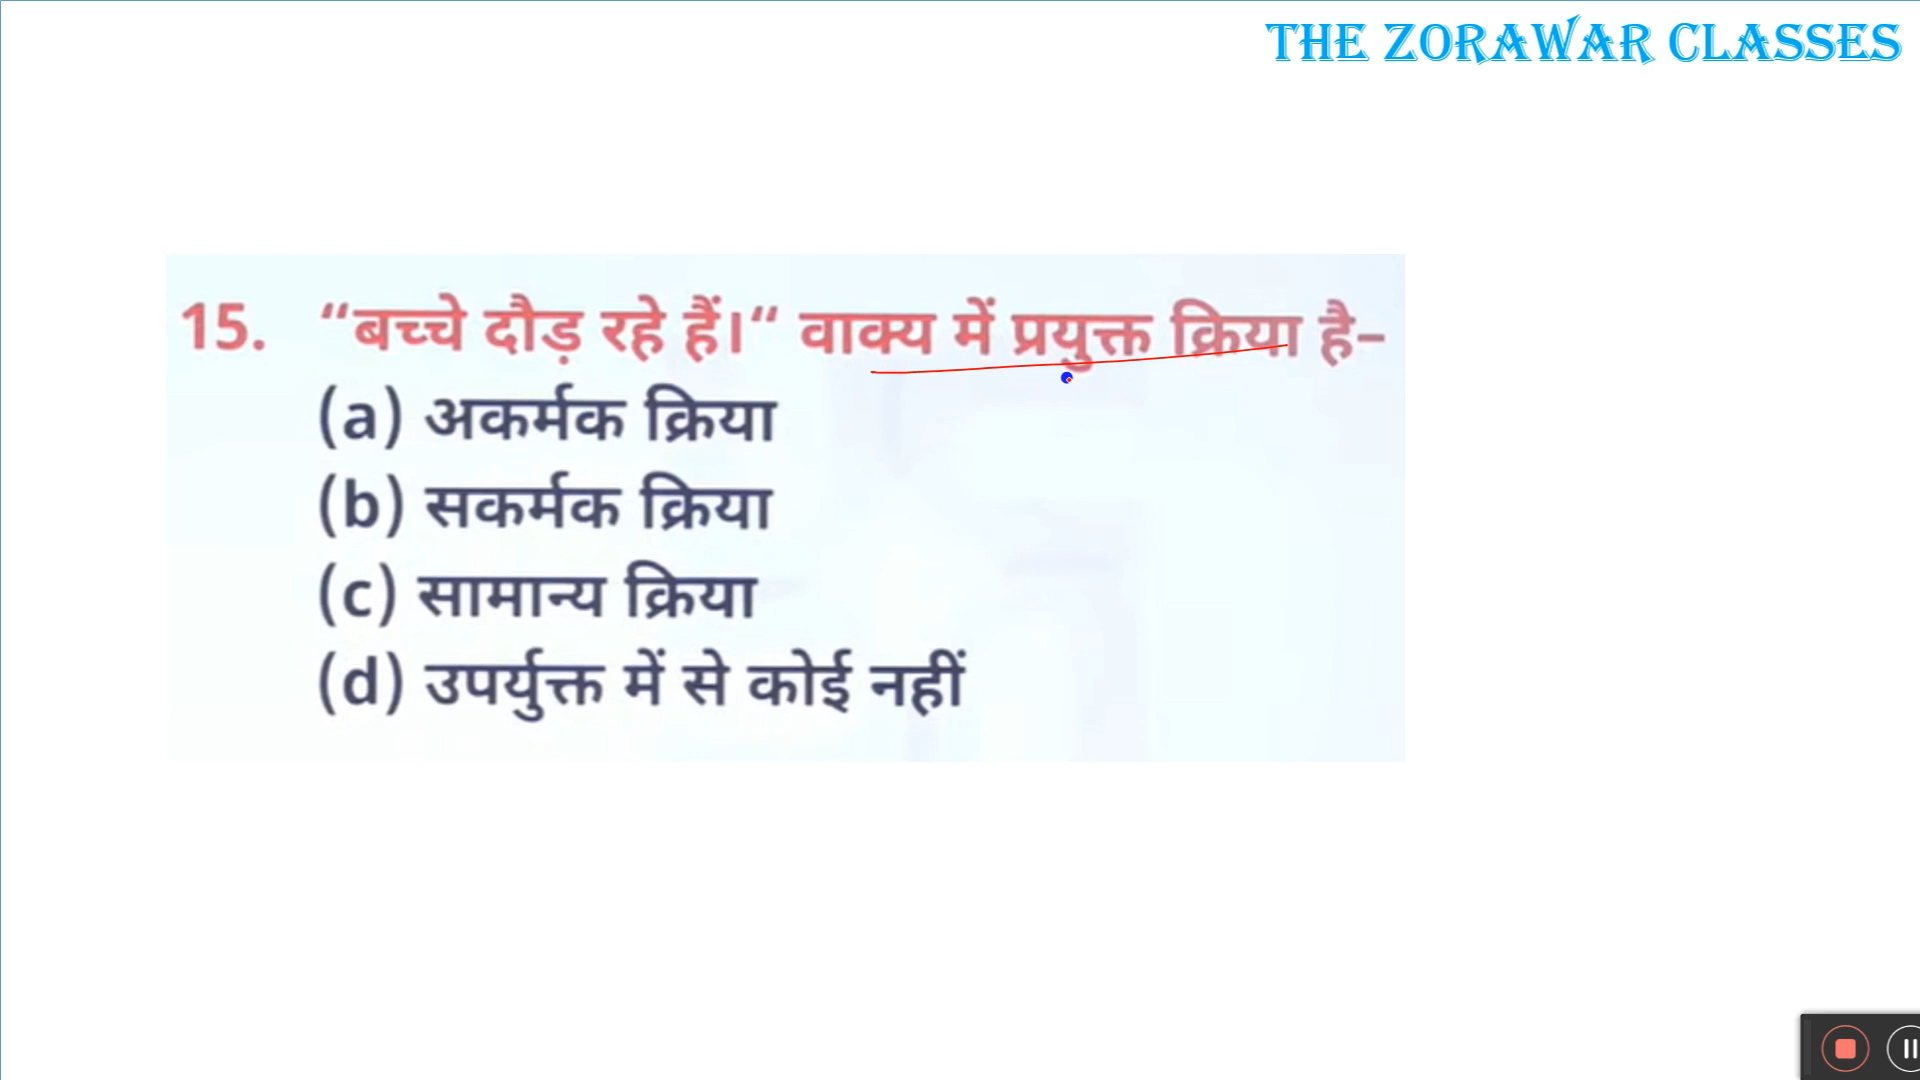 THE ZORAWAR CLASSES
15. “बच्चे दौड़ रहे हैं।“ वाक्य में प्रयुक्त क्रिया है–
(a) अकर्मक क्रिया
(b) सकर्मक क्रिया
(c) सामान्य क्रिया
(d) उपर्युक्त में से कोई नहीं